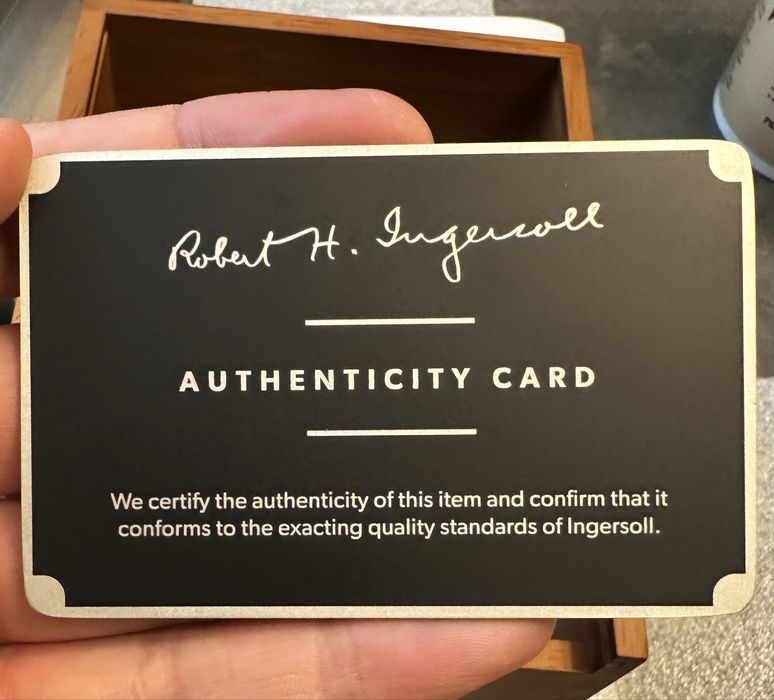 Robert H. Ingersoll
AUTHENTICITY CARD
We certify the authenticity of this item and confirm that it
conforms to the exacting quality standards of Ingersoll.